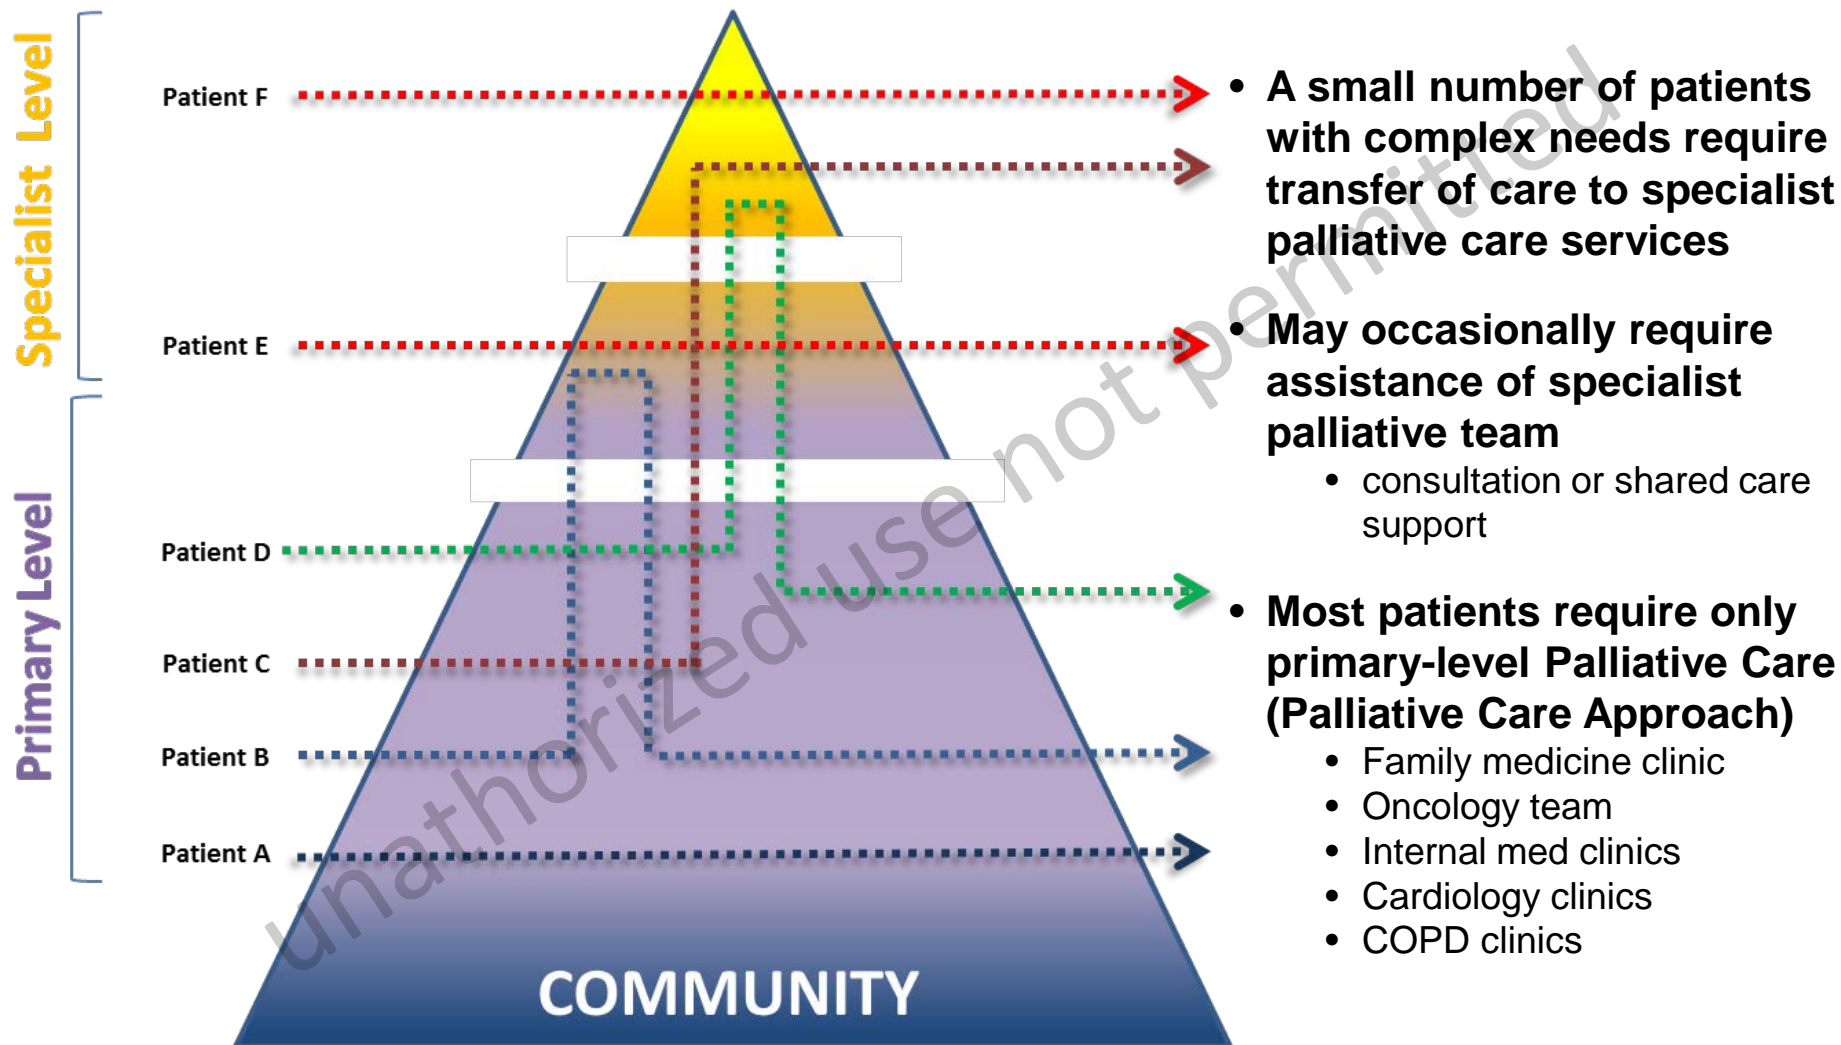 Specialist Level
Primary Level
Patient F
Patient E
Patient D
Patient C
Patient B
Patient A
COMMUNITY
• A small number of patients
with complex needs require
transfer of care to specialist
palliative care services
• May occasionally require
assistance of specialist
palliative team
• consultation or shared care
support
• Most patients require only
primary-level Palliative Care
(Palliative Care Approach)
• Family medicine clinic
• Oncology team
• Internal med clinics
• Cardiology clinics
• COPD clinics
unathorized use not permitted